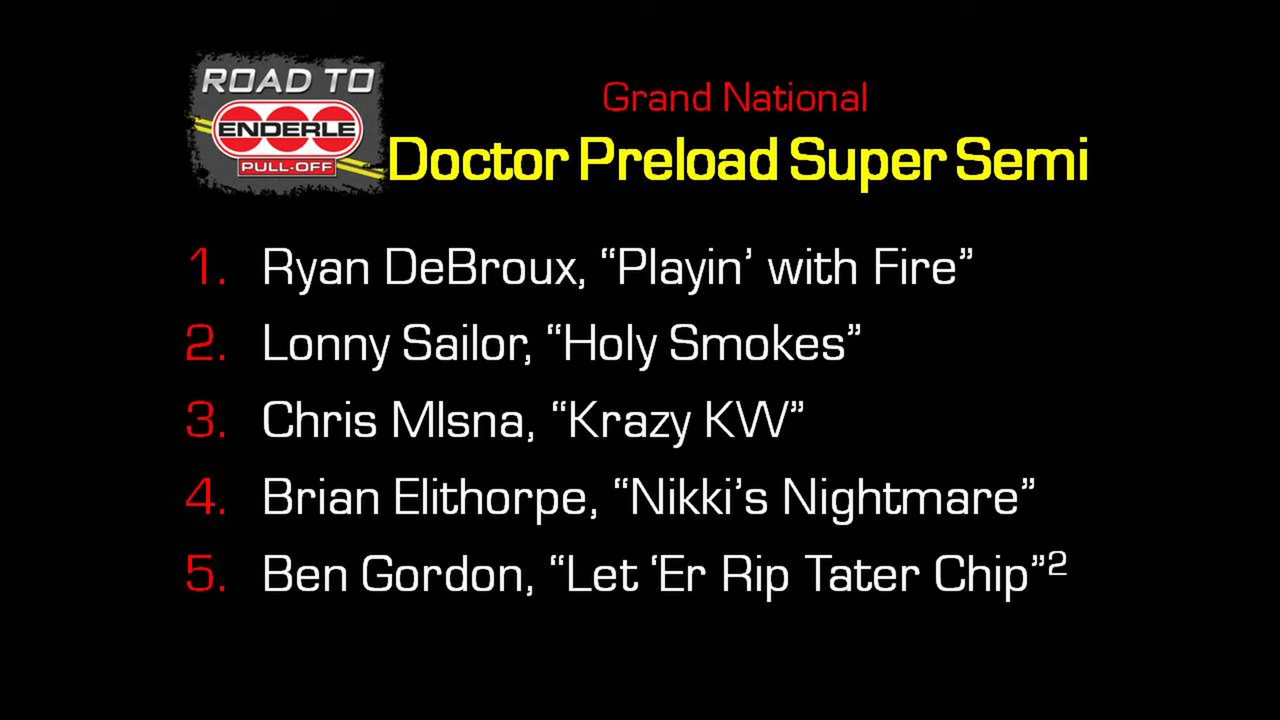 ROAD TO
ENDERLE
PULL-OFF
Grand National
Doctor Preload Super Semi
1. Ryan DeBroux, “Playin’ with Fire”
2. Lonny Sailor, “Holy Smokes”
3. Chris Mlsna, “Krazy KW”
4. Brian Elithorpe, “Nikki’s Nightmare”
5. Ben Gordon, “Let ‘Er Rip Tater Chip”²